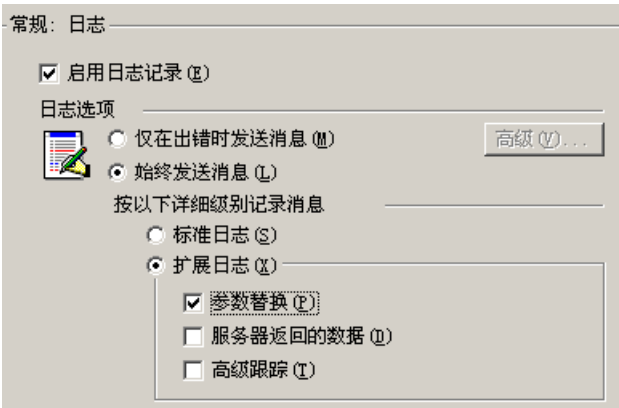 常规: 日志
启用日志记录(E)
日志选项
仅在出错时发送消息(M)
高级(V)...
始终发送消息(L)
按以下详细级别记录消息
标准日志(S)
扩展日志(X)
参数替换(P)
服务器返回的数据(D)
高级跟踪(T)